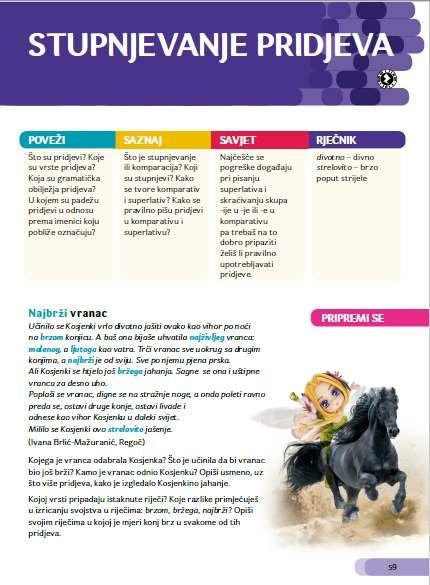 STUPNJEVANJE PRIDJEVA
POVEŽI
Što su pridjevi? Koje
su vrste pridjeva?
Koja su gramatička
obilježja pridjeva?
U kojem su padežu
pridjevi u odnosu
prema imenici koju
pobliže označuju?
SAZNAJ
Što je stupnjevanje
ili komparacija? Koji
su stupnjevi? Kako
se tvore komparativ
i superlativ? Kako se
pravilno pišu pridjevi
u komparativu i
superlativu?
SAVJET
Najčešće se
pogreške događaju
pri pisanju
superlativa i
skraćivanja skupa
-ije u -je ili -e u
komparativu
pa trebaš na to
dobro pripaziti
želiš li pravilno
upotrebljavati
pridjeve.
RJEČNIK
divotno – divno
strelovito – brzo
poput strijele
Najbrži vranac
Učinilo se Kosjenki vrlo divotno jašiti ovako kao vihor po noći
na brzom konjicu. A baš ona bijaše uhvatila najživljeg vranca:
malenog, a ljutoga kao vatra. Trči vranac sve uokrug sa drugim
konjima, a najbrži je od sviju. Sve po njemu pjena prska.
Ali Kosjenki se htjelo još bržega jahanja. Sagne se ona i uštipne
vranca za desno uho.
Poplaši se vranac, digne se na stražnje noge, a onda poleti ravno
preda se, ostavi druge konje, ostavi livade i
odnese kao vihor Kosjenku u daleki svijet.
Mililo se Kosjenki ovo strelovito jašenje.
(Ivana Brlić-Mažuranić, Regoč)
PRIPREMI SE
Kojega je vranca odabrala Kosjenka? Što je učinila da bi vranac
bio još brži? Kamo je vranac odnio Kosjenku? Opiši usmeno, uz
što više pridjeva, kako je izgledalo Kosjenkino jahanje.
Kojoj vrsti pripadaju istaknute riječi? Koje razlike primjećuješ
u izricanju svojstva u riječima: brzom, bržega, najbrži? Opiši
svojim riječima u kojoj je mjeri konj brz u svakome od tih
pridjeva.
59